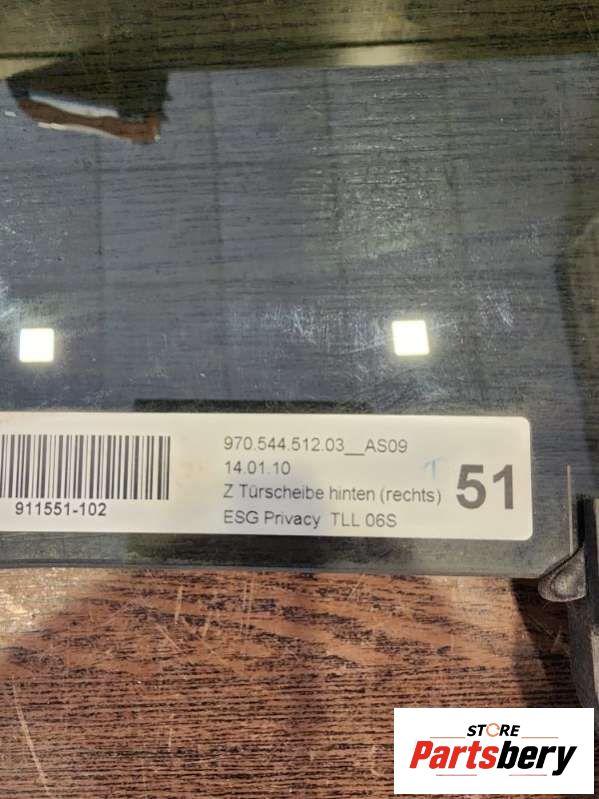 970.544.512.03__AS09
14.01.10
Z Türscheibe hinten (rechts)
ESG Privacy TLL 06S
51
911551-102
STORE
Partsbery